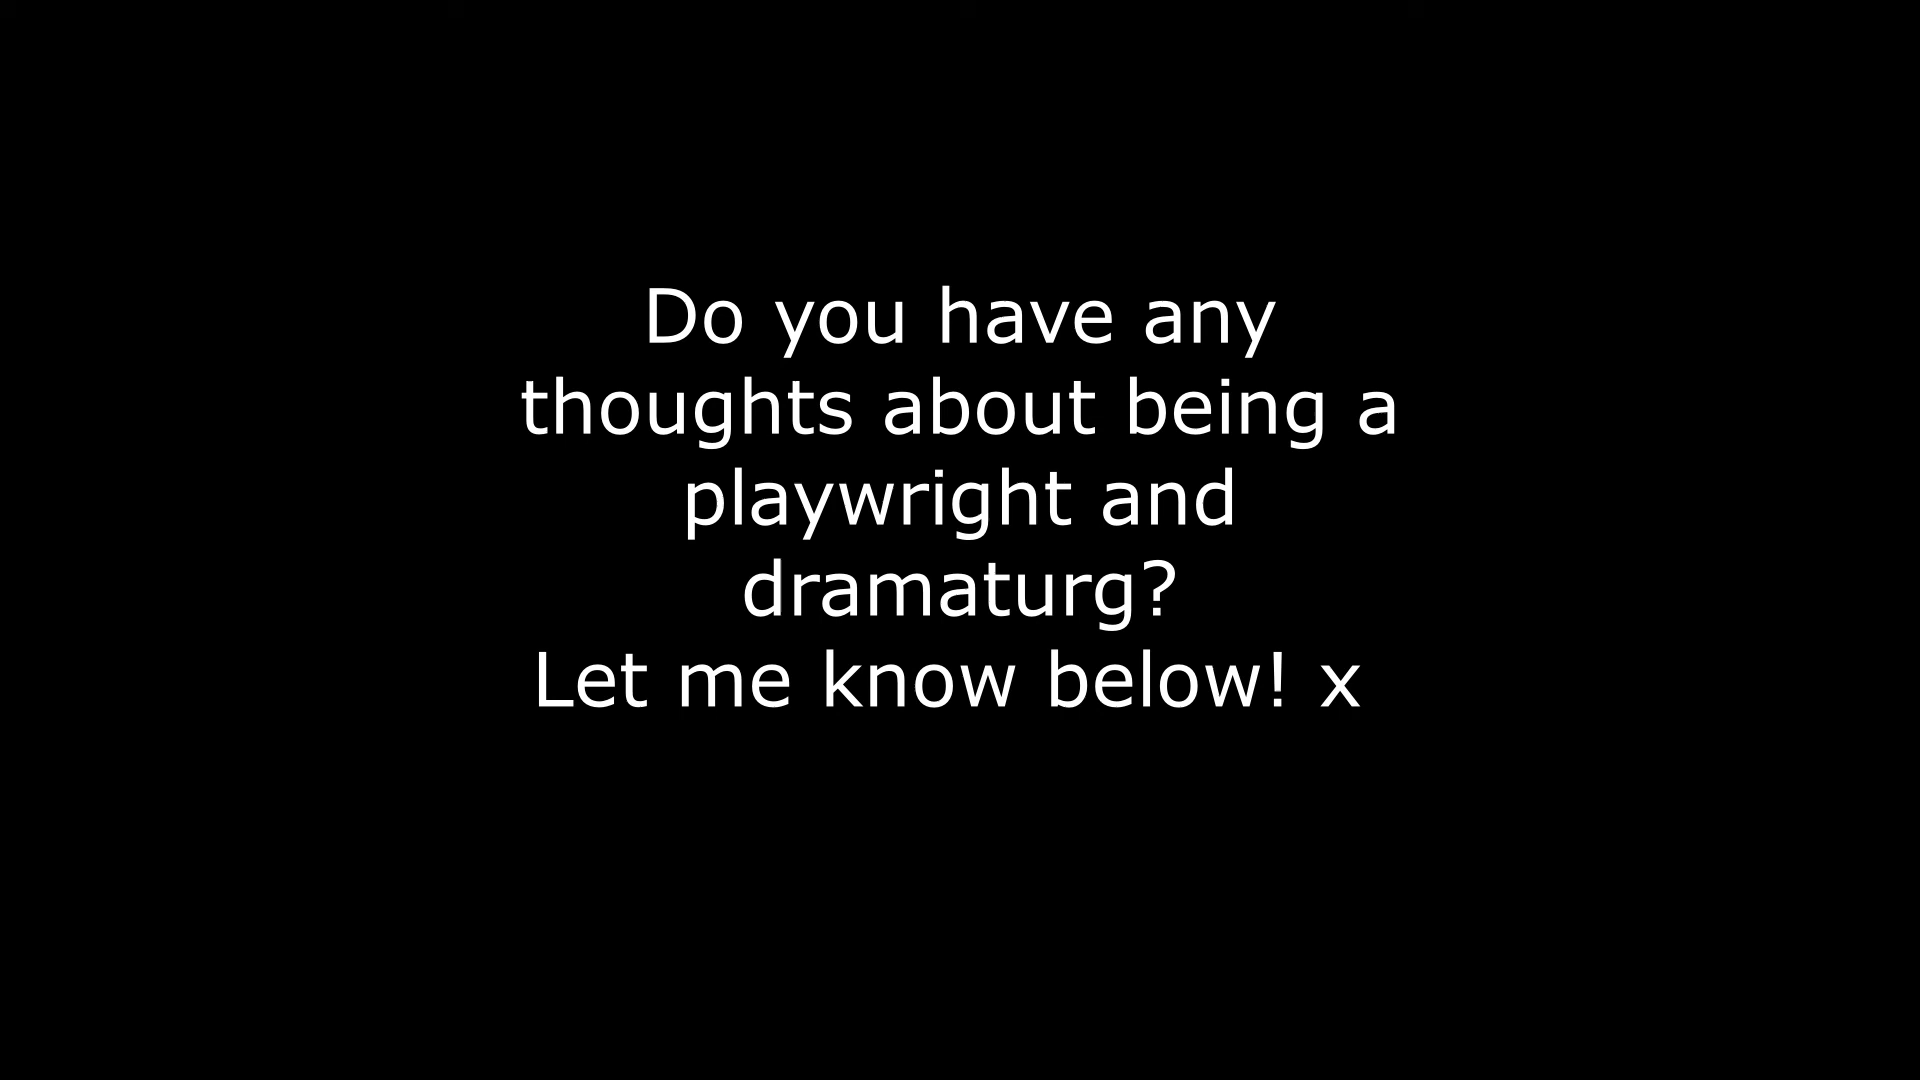 Do you have any
thoughts about being a
playwright and
dramaturg?
Let me know below! x